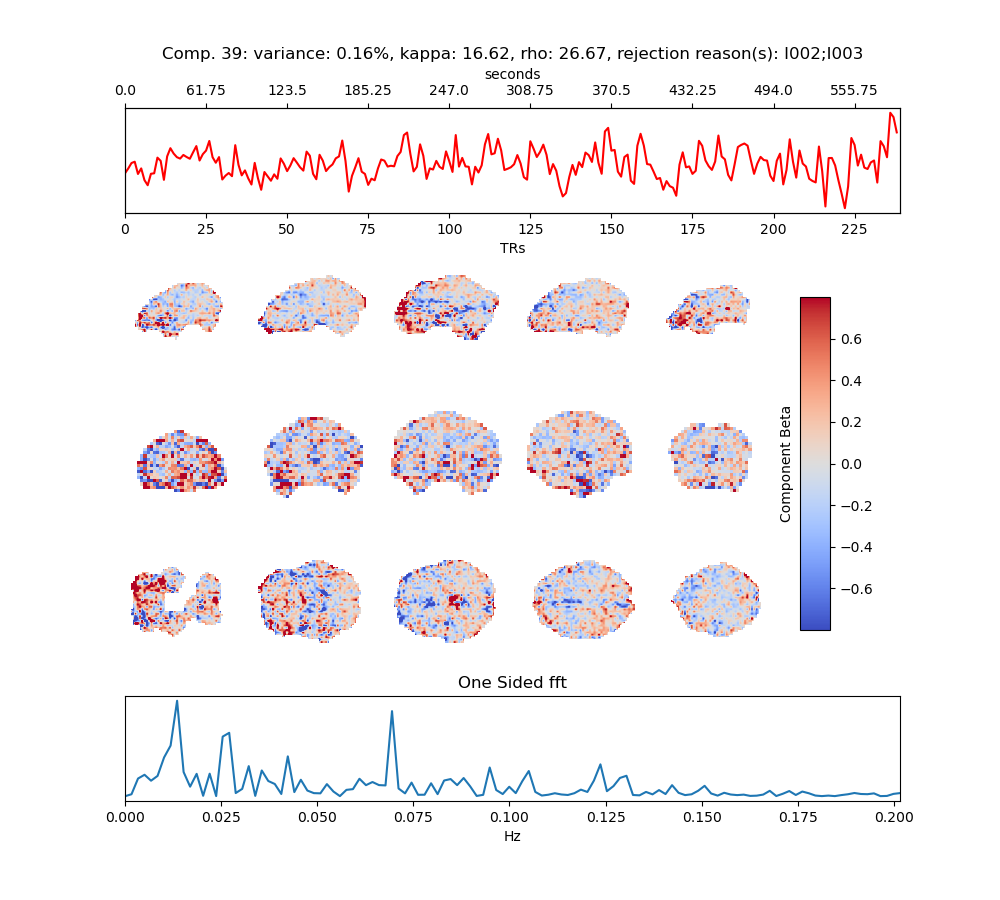 Comp. 39: variance: 0.16%, kappa: 16.62, rho: 26.67, rejection reason(s): I002;I003
seconds
0.0 61.75 123.5 185.25 247.0 308.75 370.5 432.25 494.0 555.75
0 25 50 75 100 125 150 175 200 225
TRs
0.6
0.4
0.2
0.0
−0.2
−0.4
−0.6
Component Beta
One Sided fft
0.000 0.025 0.050 0.075 0.100 0.125 0.150 0.175 0.200
Hz